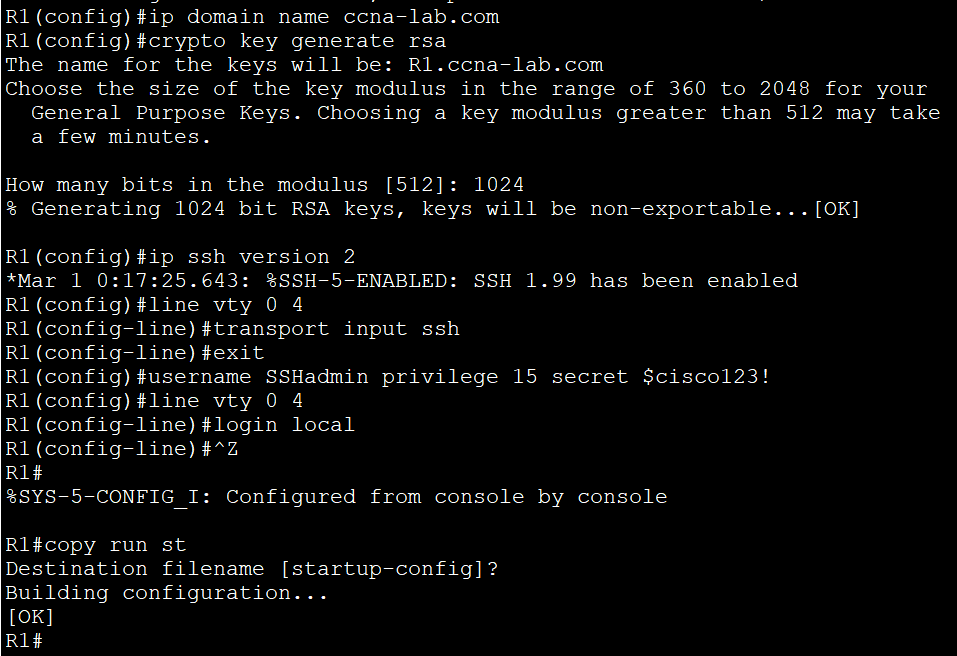 R1(config)#ip domain name ccna-lab.com
R1(config)#crypto key generate rsa
The name for the keys will be: R1.ccna-lab.com
Choose the size of the key modulus in the range of 360 to 2048 for your
  General Purpose Keys. Choosing a key modulus greater than 512 may take
  a few minutes.

How many bits in the modulus [512]: 1024
% Generating 1024 bit RSA keys, keys will be non-exportable...[OK]

R1(config)#ip ssh version 2
*Mar 1 0:17:25.643: %SSH-5-ENABLED: SSH 1.99 has been enabled
R1(config)#line vty 0 4
R1(config-line)#transport input ssh
R1(config-line)#exit
R1(config)#username SSHadmin privilege 15 secret $cisco123!
R1(config)#line vty 0 4
R1(config-line)#login local
R1(config-line)#^Z
R1#
%SYS-5-CONFIG_I: Configured from console by console

R1#copy run st
Destination filename [startup-config]?
Building configuration...
[OK]
R1#